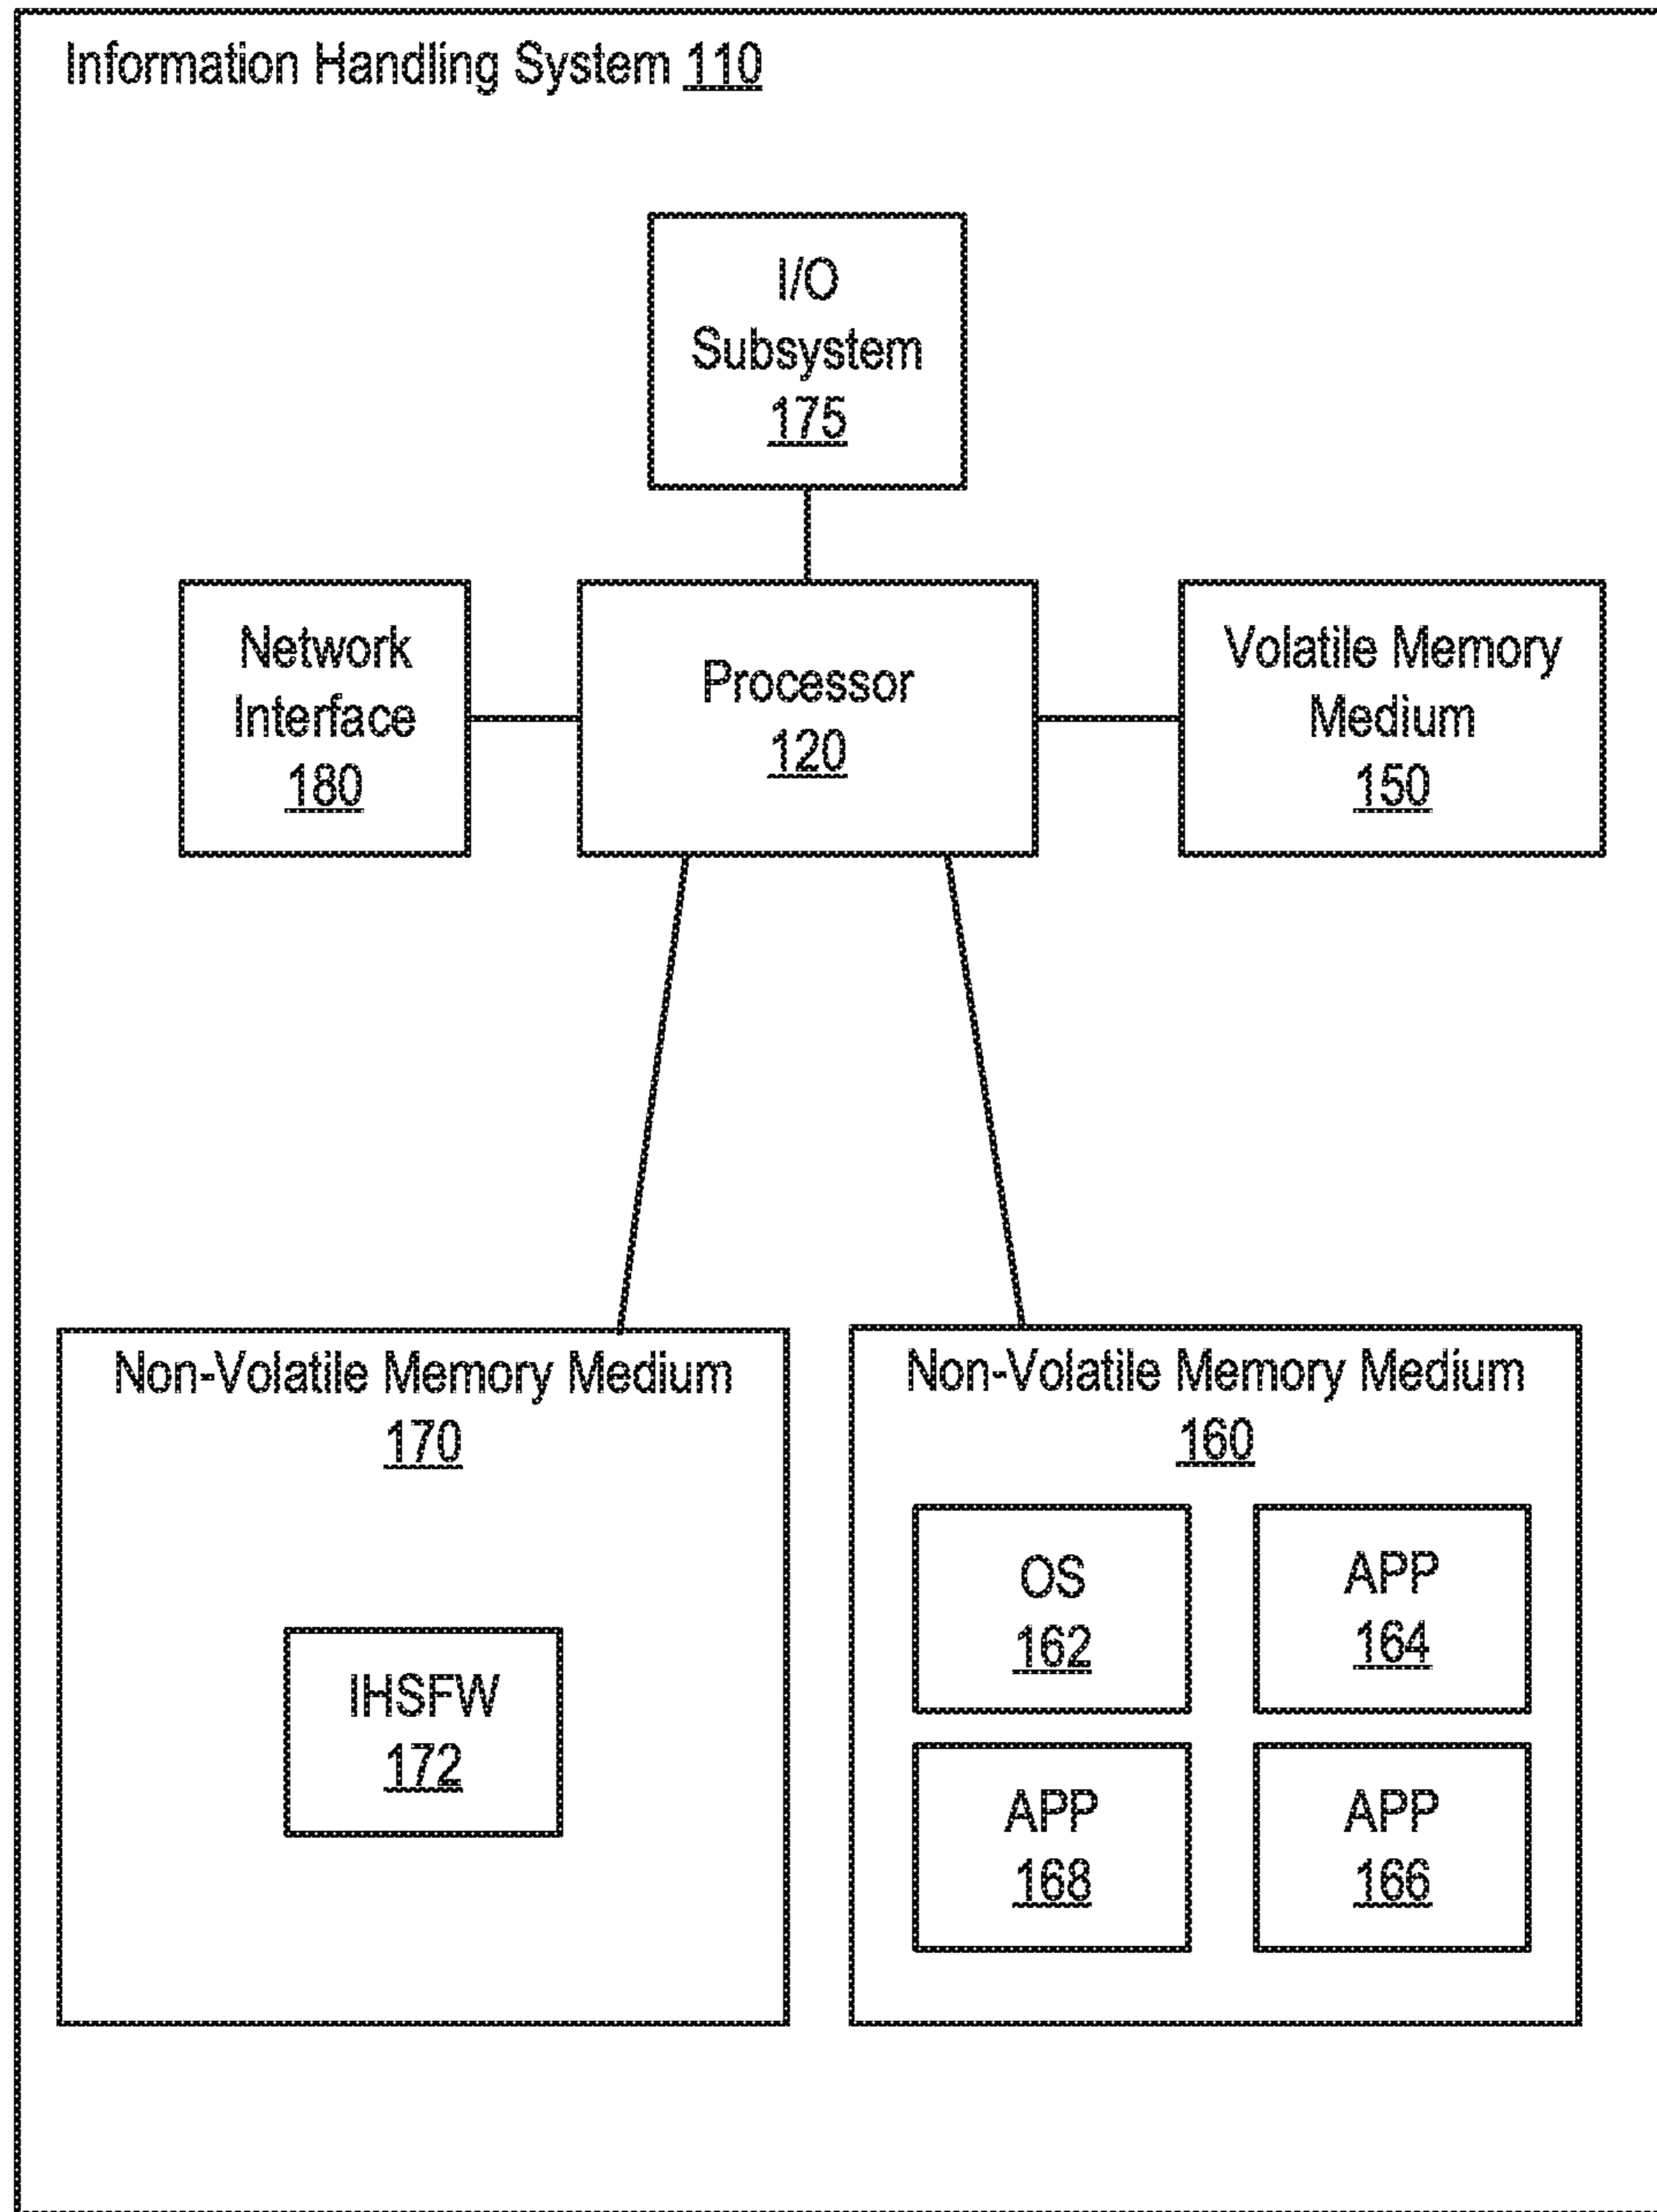 Information Handling System 110
I/O
Subsystem
175
Network
Interface
180
Processor
120
Volatile Memory
Medium
150
Non-Volatile Memory Medium
170
IHSFW
172
Non-Volatile Memory Medium
160
OS
162
APP
164
APP
168
APP
166